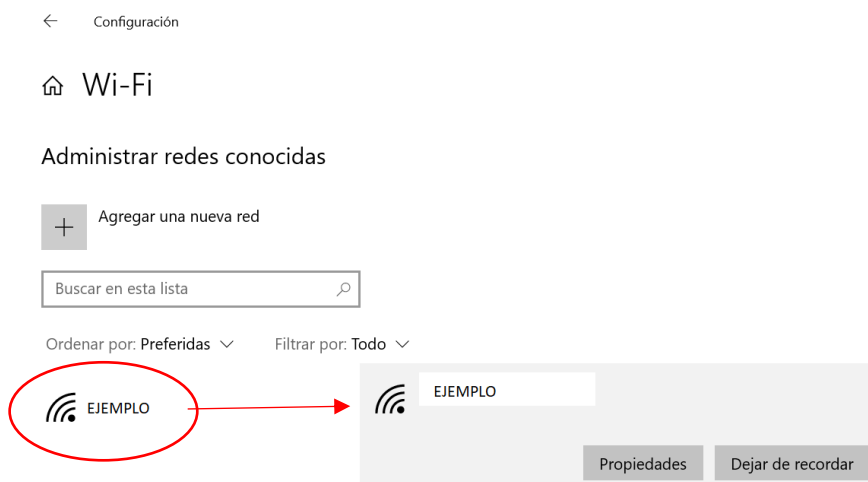 Configuración
Wi-Fi
Administrar redes conocidas
Agregar una nueva red
Buscar en esta lista
Ordenar por: Preferidas Filtrar por: Todo
EJEMPLO
EJEMPLO
Propiedades Dejar de recordar